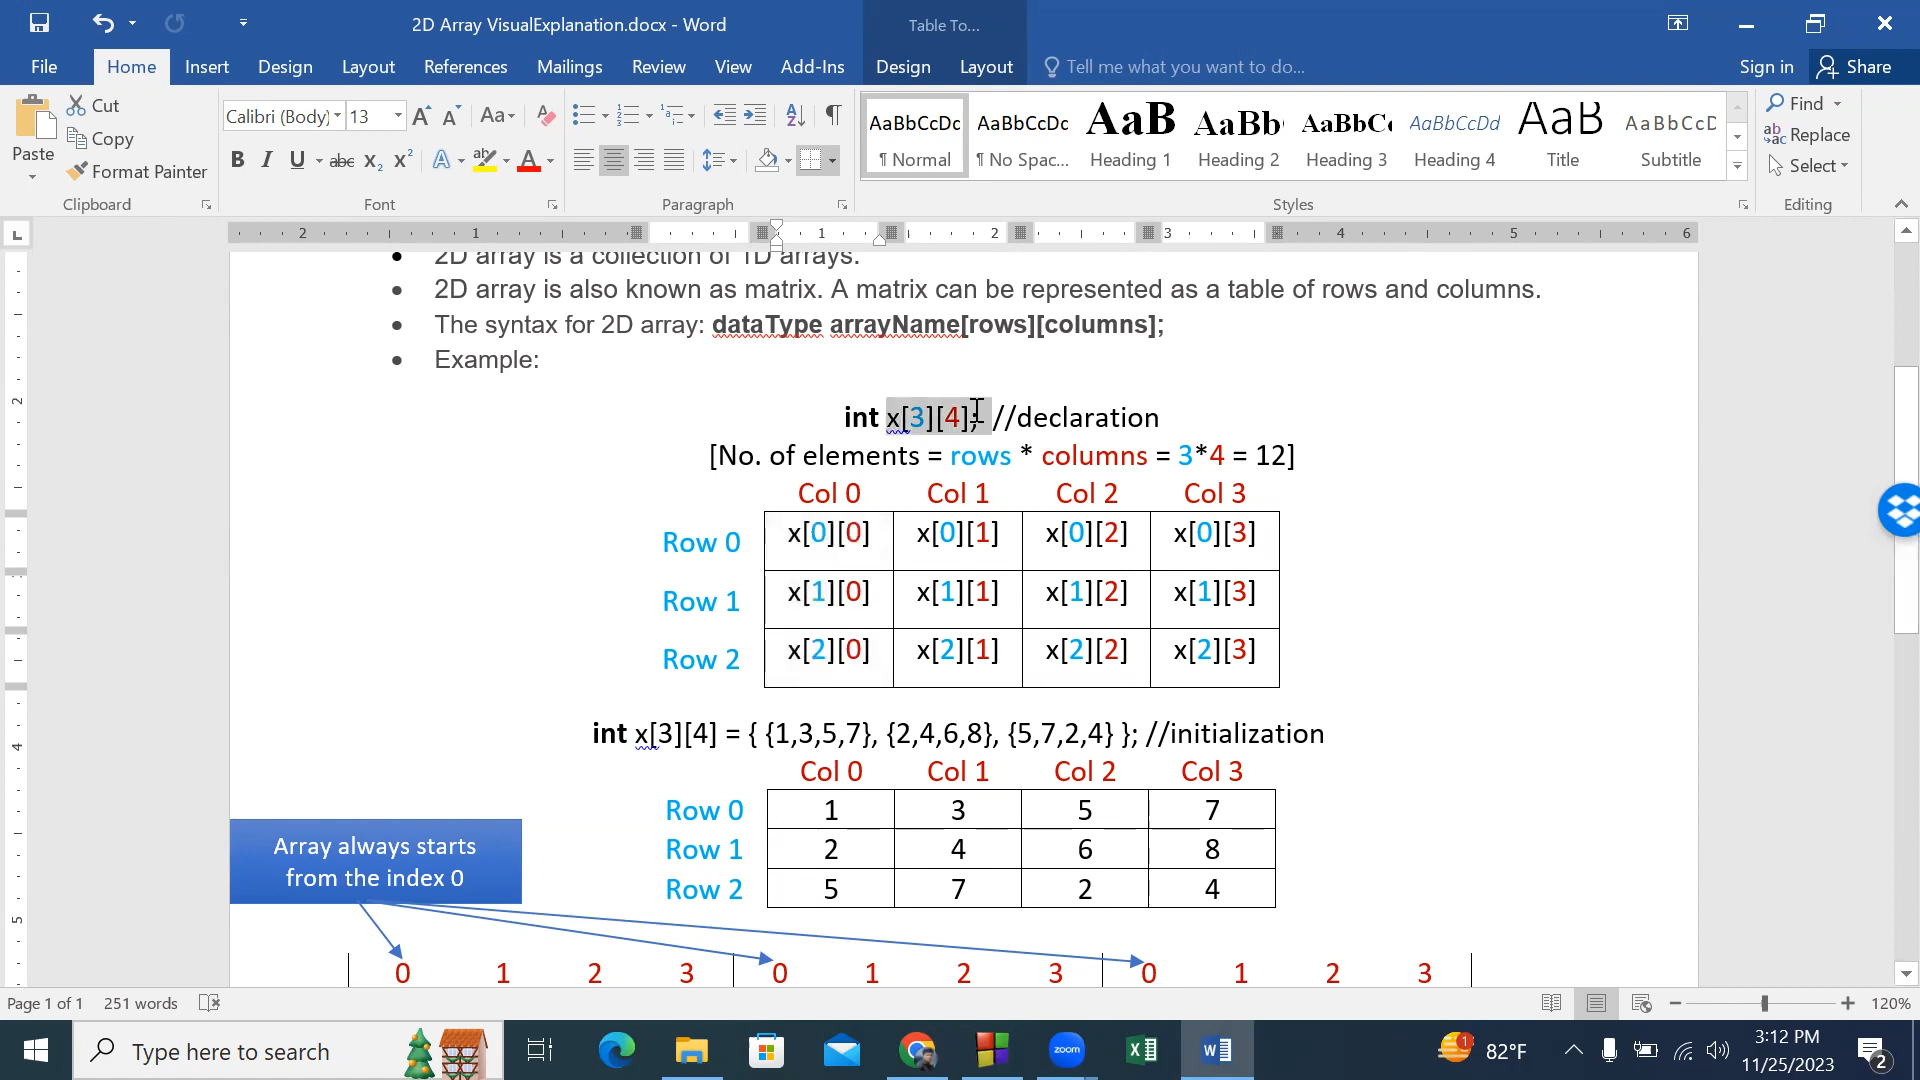 2D Array VisualExplanation.docx - Word
Table To...
File Home Insert Design Layout References Mailings Review View Add-Ins Design Layout Tell me what you want to do... Sign in Share
Paste
Cut
Copy
Format Painter
Clipboard
Calibri (Body) 13
Font
Paragraph
AaBbCcDc AaBbCcDc AaB AaBb AaBbC AaBbCcDd AaB AaBbCcD
¶ Normal ¶ No Spac... Heading 1 Heading 2 Heading 3 Heading 4 Title Subtitle
Styles
Find
Replace
Select
Editing
2 1 1 2 3 4 5 6
• 2D array is a collection of 1D arrays.
• 2D array is also known as matrix. A matrix can be represented as a table of rows and columns.
• The syntax for 2D array: dataType arrayName[rows][columns];
• Example:
int x[3][4]; //declaration
[No. of elements = rows * columns = 3*4 = 12]
Col 0 Col 1 Col 2 Col 3
Row 0 x[0][0] x[0][1] x[0][2] x[0][3]
Row 1 x[1][0] x[1][1] x[1][2] x[1][3]
Row 2 x[2][0] x[2][1] x[2][2] x[2][3]
int x[3][4] = { {1,3,5,7}, {2,4,6,8}, {5,7,2,4} }; //initialization
Col 0 Col 1 Col 2 Col 3
Row 0 1 3 5 7
Row 1 2 4 6 8
Row 2 5 7 2 4
Array always starts
from the index 0
0 1 2 3 0 1 2 3 0 1 2 3
Page 1 of 1 251 words 120%
Type here to search
zoom
82°F
3:12 PM
11/25/2023
2